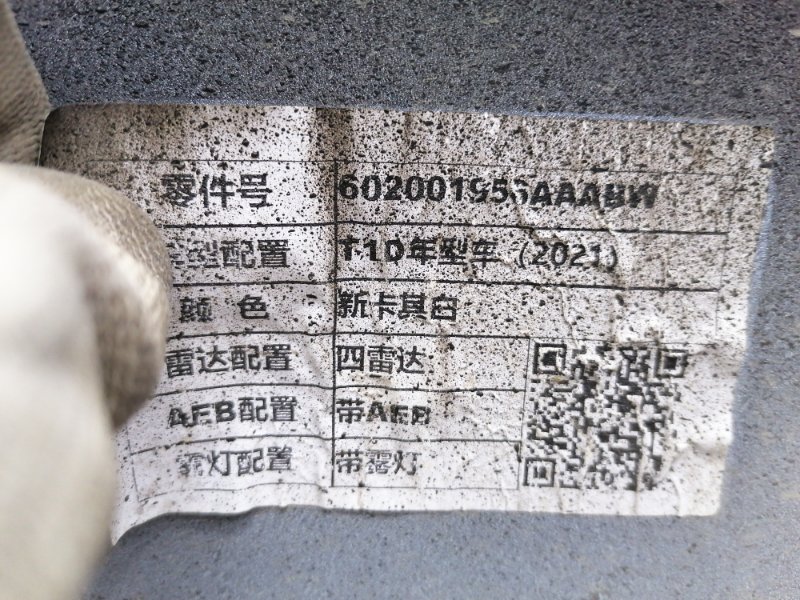 零件号 602001956AAABW
车型配置 T1D年型车 (2021)
颜 色 新卡其白
雷达配置 四雷达
AEB配置 带AEB
雾灯配置 带雾灯